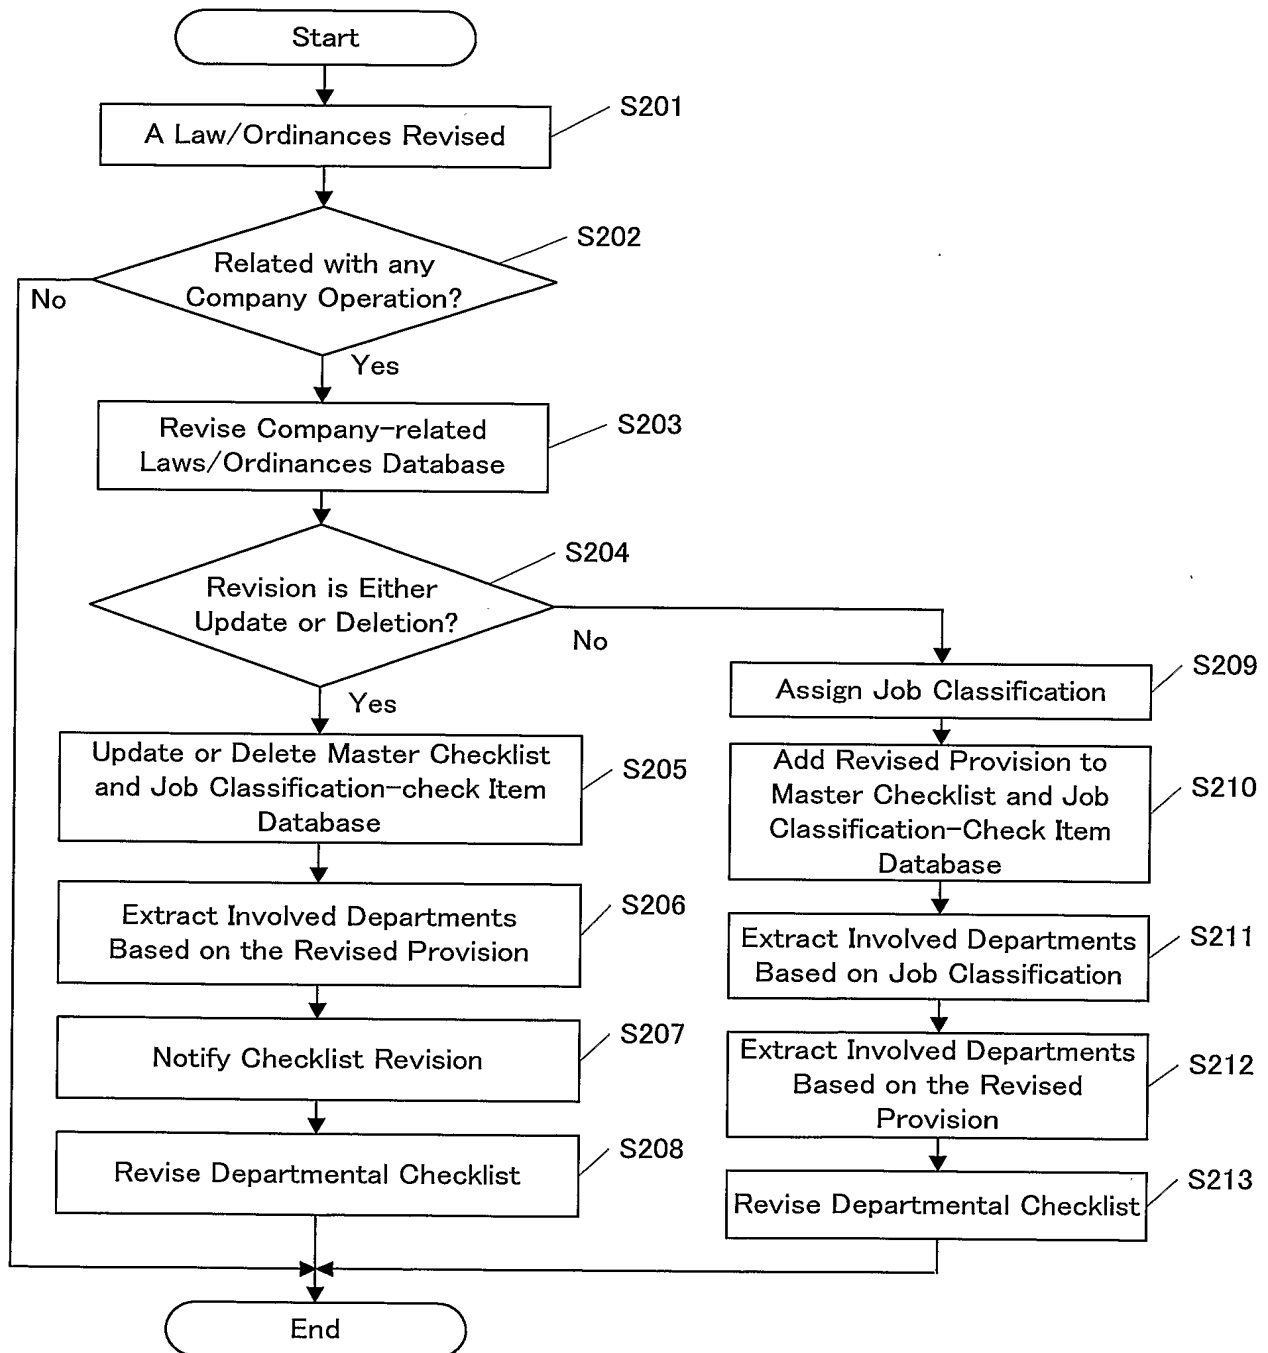 Start
A Law/Ordinances Revised
S201
Related with any
Company Operation?
S202
No
Yes
Revise Company-related
Laws/Ordinances Database
S203
Revision is Either
Update or Deletion?
S204
No
Yes
Update or Delete Master Checklist
and Job Classification-check Item
Database
S205
Extract Involved Departments
Based on the Revised Provision
S206
Notify Checklist Revision
S207
Revise Departmental Checklist
S208
Assign Job Classification
S209
Add Revised Provision to
Master Checklist and Job
Classification-Check Item
Database
S210
Extract Involved Departments
Based on Job Classification
S211
Extract Involved Departments
Based on the Revised
Provision
S212
Revise Departmental Checklist
S213
End